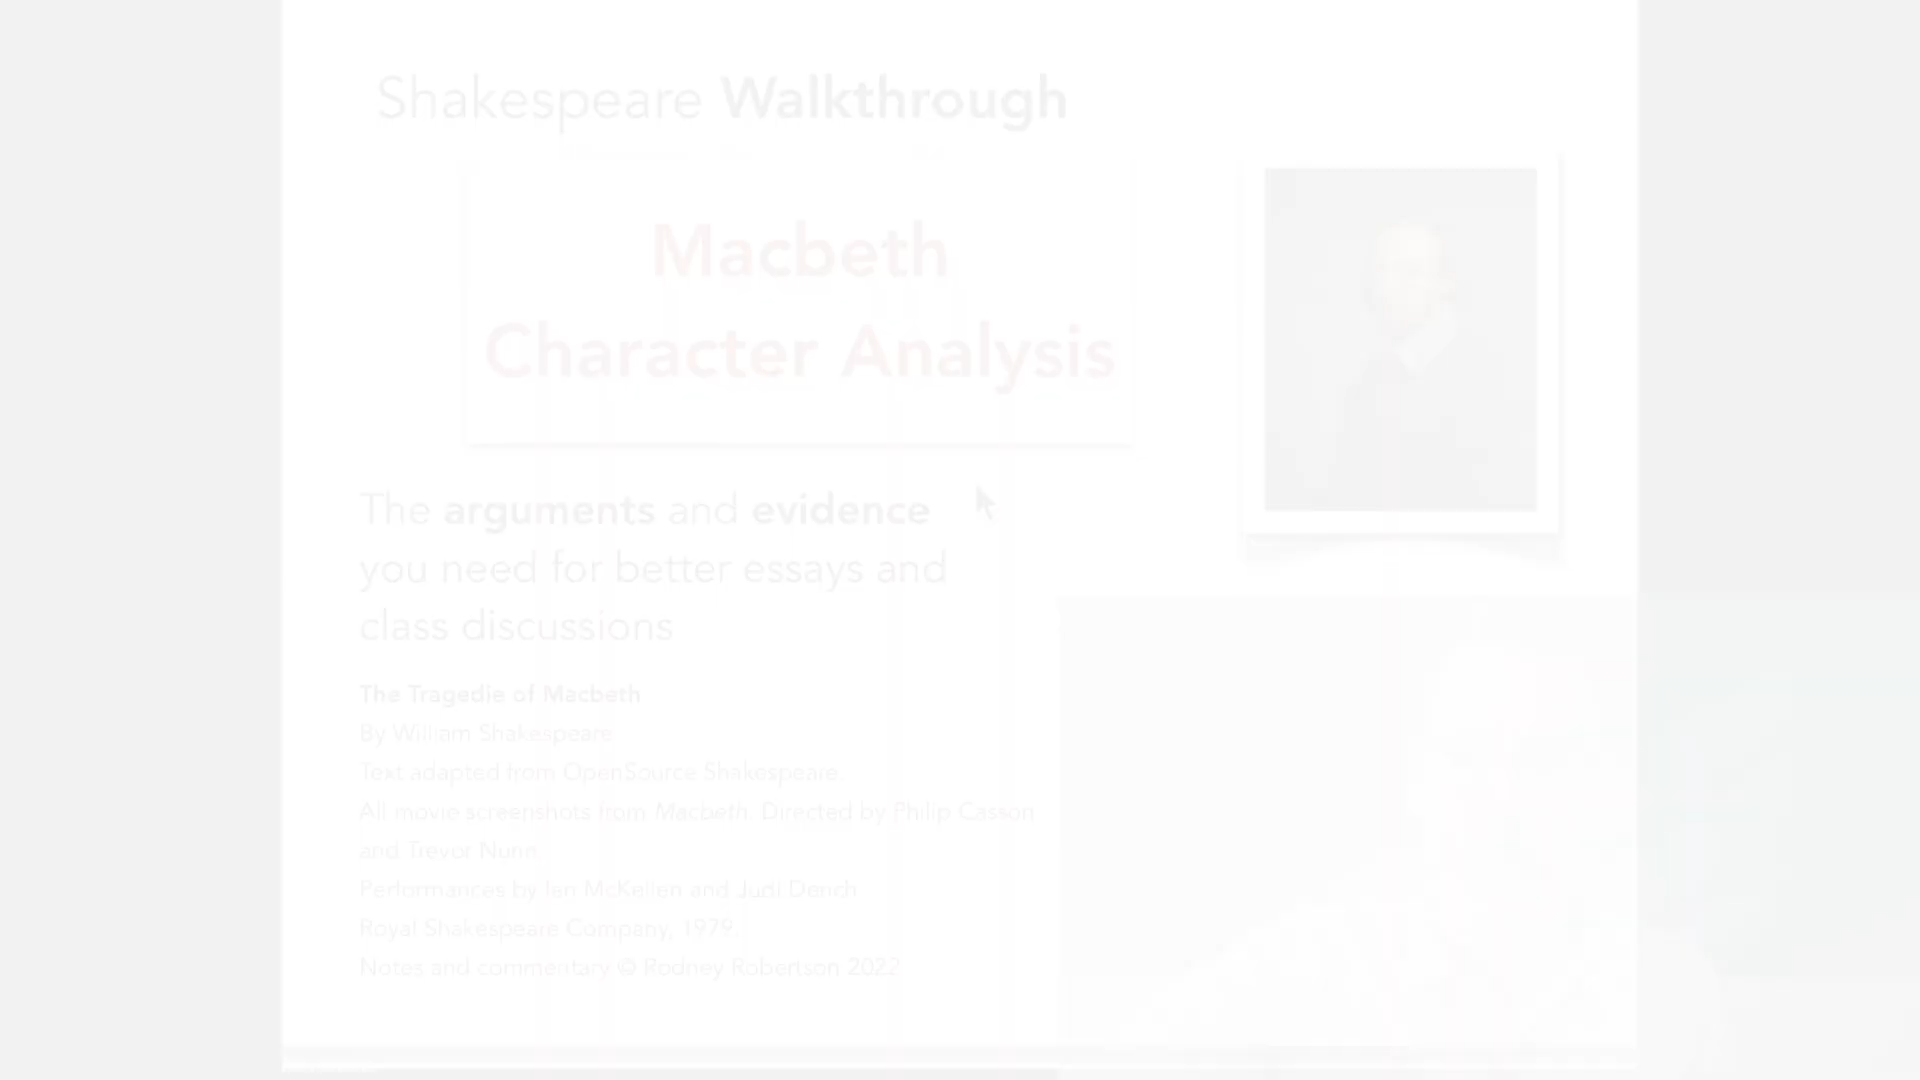 Shakespeare Walkthrough
Macbeth
Character Analysis
The arguments and evidence
you need for better essays and
class discussions
The Tragedie of Macbeth
By William Shakespeare
Text adapted from OpenSource Shakespeare.
All movie screenshots from Macbeth. Directed by Philip Casson
and Trevor Nunn.
Performances by Ian McKellen and Judi Dench
Royal Shakespeare Company, 1979.
Notes and commentary © Rodney Robertson 2022